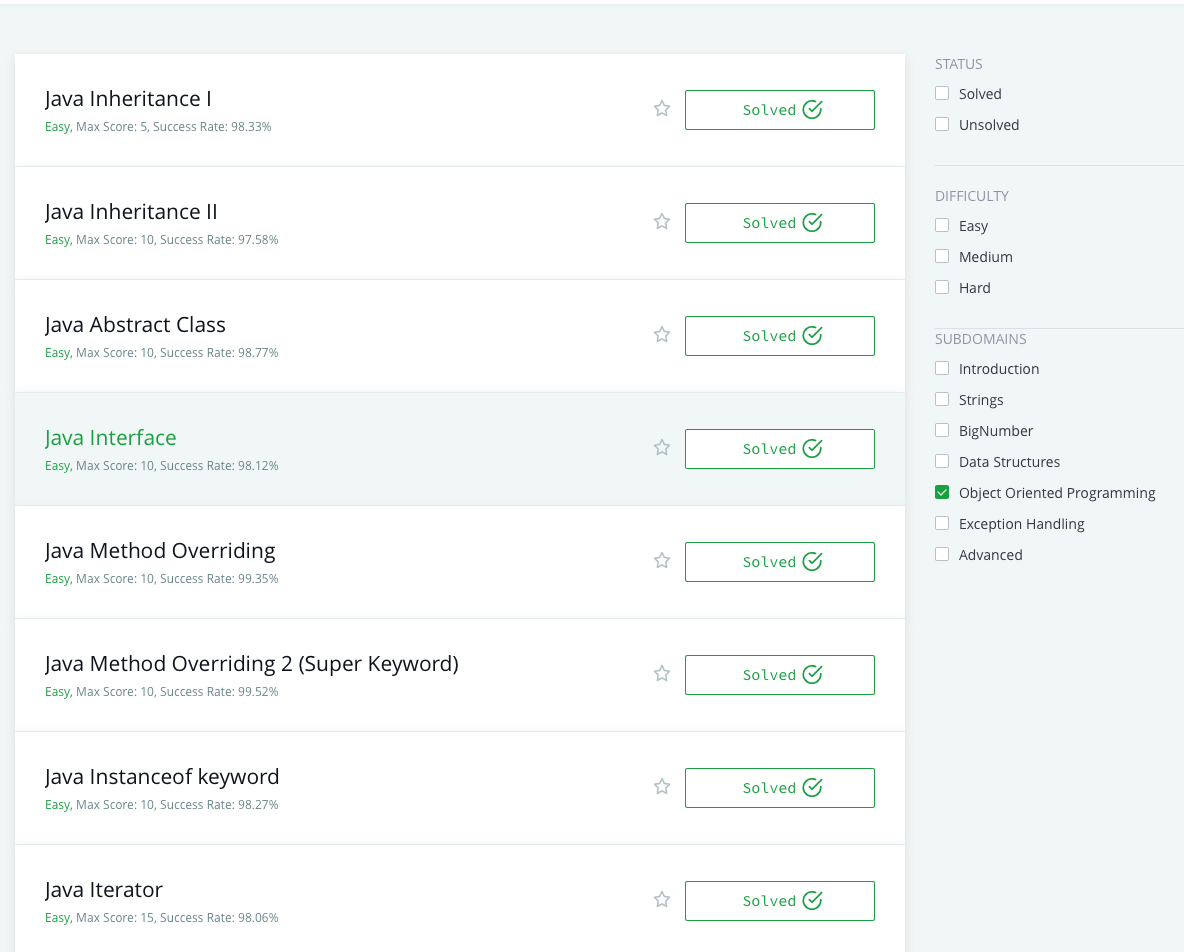 Java Inheritance I
Easy, Max Score: 5, Success Rate: 98.33%
Solved
Java Inheritance II
Easy, Max Score: 10, Success Rate: 97.58%
Solved
Java Abstract Class
Easy, Max Score: 10, Success Rate: 98.77%
Solved
Java Interface
Easy, Max Score: 10, Success Rate: 98.12%
Solved
Java Method Overriding
Easy, Max Score: 10, Success Rate: 99.35%
Solved
Java Method Overriding 2 (Super Keyword)
Easy, Max Score: 10, Success Rate: 99.52%
Solved
Java Instanceof keyword
Easy, Max Score: 10, Success Rate: 98.27%
Solved
Java Iterator
Easy, Max Score: 15, Success Rate: 98.06%
Solved
STATUS
Solved
Unsolved
DIFFICULTY
Easy
Medium
Hard
SUBDOMAINS
Introduction
Strings
BigNumber
Data Structures
Object Oriented Programming
Exception Handling
Advanced